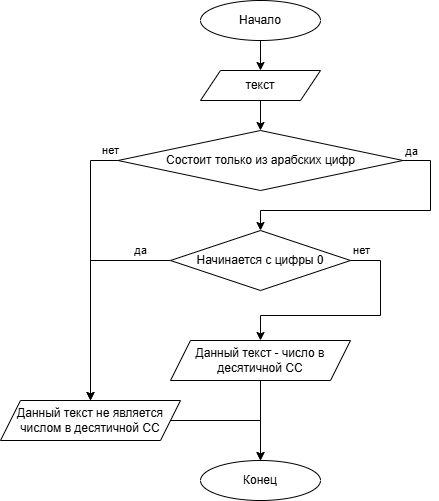 Начало
текст
Состоит только из арабских цифр
нет
да
Начинается с цифры 0
да
нет
Данный текст - число в
десятичной СС
Данный текст не является
числом в десятичной СС
Конец